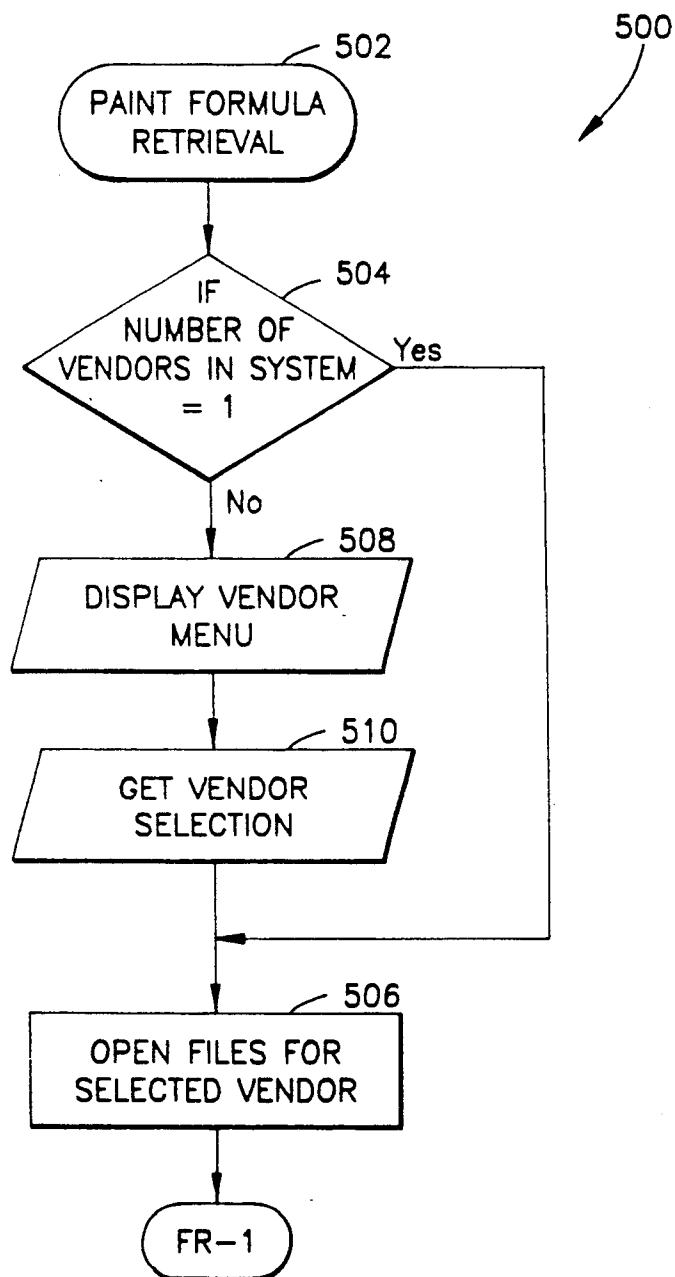 500
502
PAINT FORMULA
RETRIEVAL
504
IF
NUMBER OF
VENDORS IN SYSTEM
= 1
Yes
No
508
DISPLAY VENDOR
MENU
510
GET VENDOR
SELECTION
506
OPEN FILES FOR
SELECTED VENDOR
FR-1